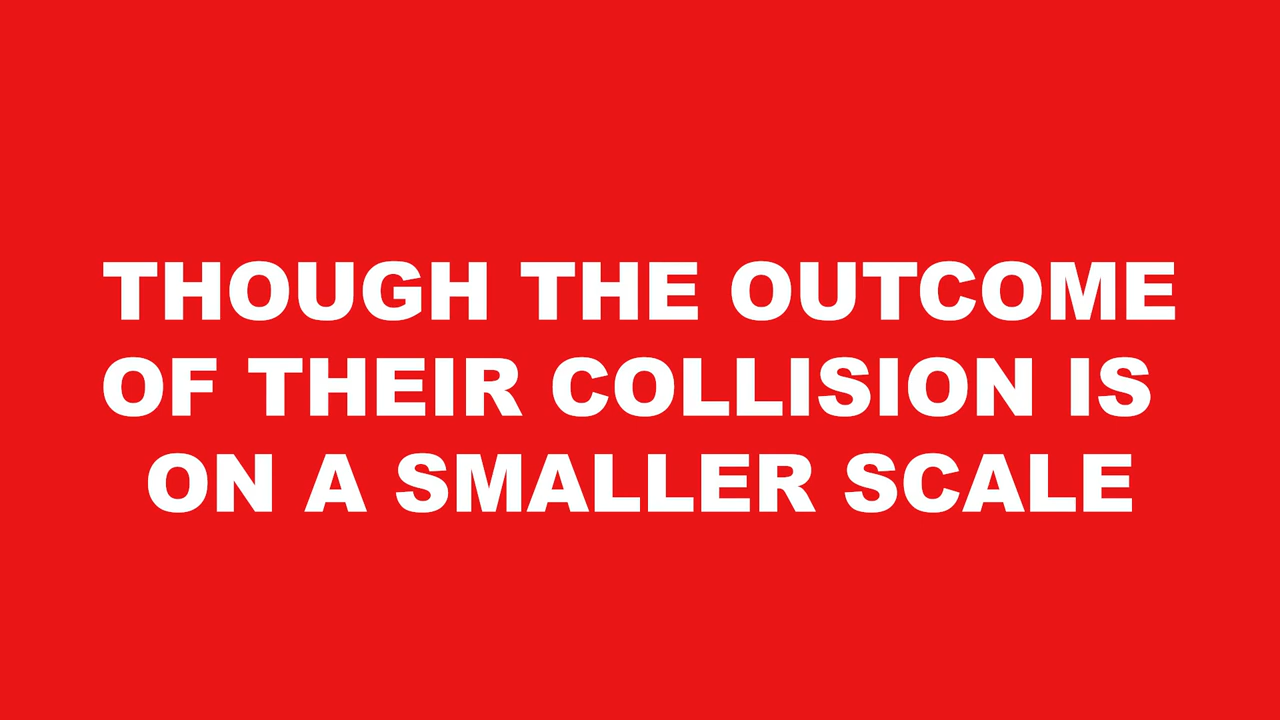 THOUGH THE OUTCOME
OF THEIR COLLISION IS
ON A SMALLER SCALE